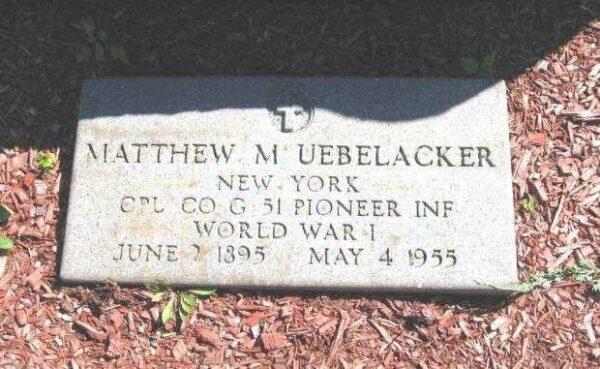 MATTHEW M UEBELACKER
NEW YORK
CPL CO G 51 PIONEER INF
WORLD WAR I
JUNE 2 1895 MAY 4 1955